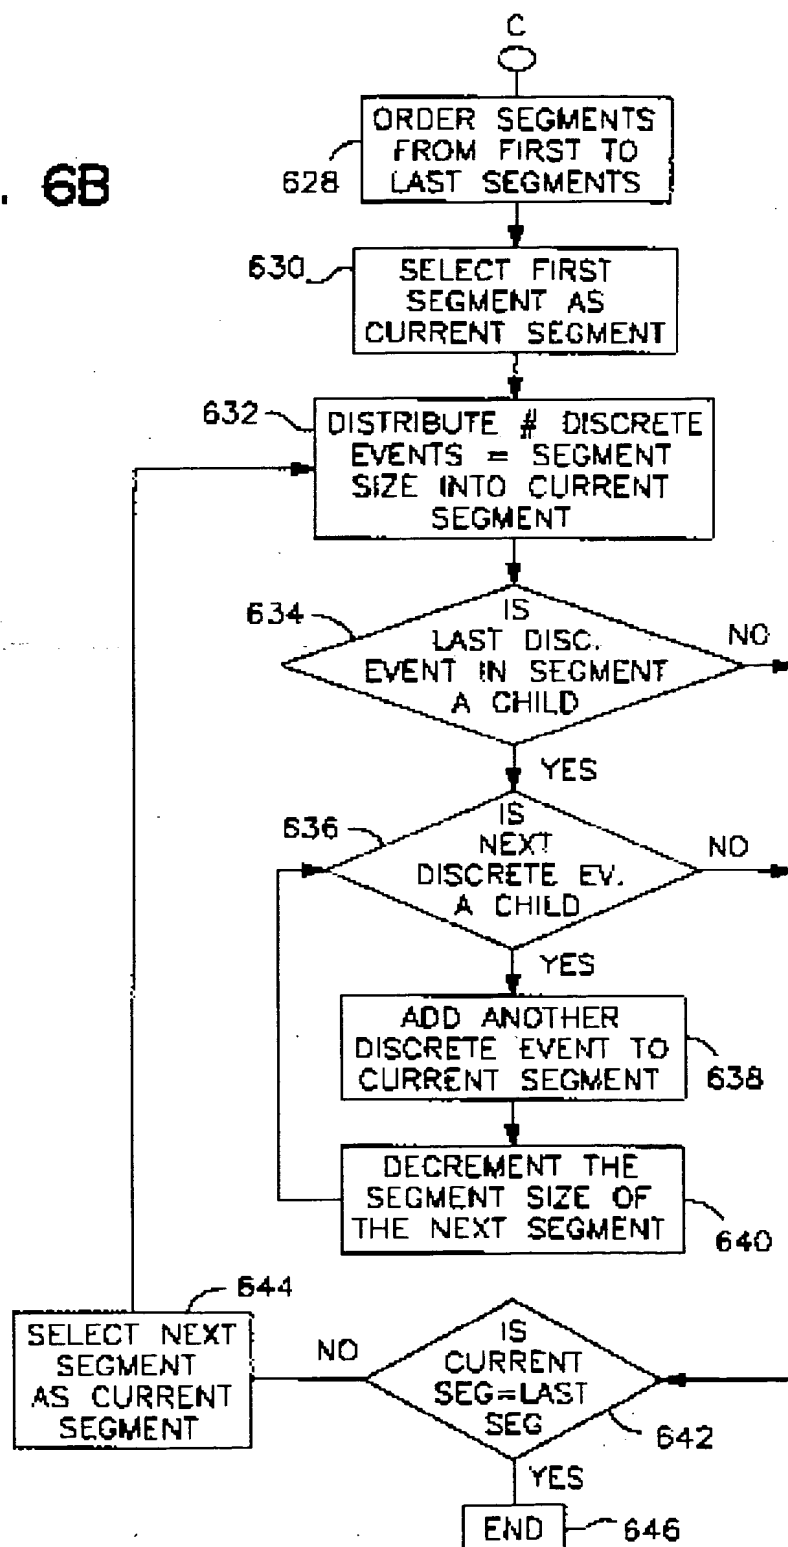 C
ORDER SEGMENTS
FROM FIRST TO
LAST SEGMENTS
628
. 6B
630
SELECT FIRST
SEGMENT AS
CURRENT SEGMENT
632
DISTRIBUTE # DISCRETE
EVENTS = SEGMENT
SIZE INTO CURRENT
SEGMENT
634
IS
LAST DISC.
EVENT IN SEGMENT
A CHILD
NO
YES
636
IS
NEXT
DISCRETE EV.
A CHILD
NO
YES
ADD ANOTHER
DISCRETE EVENT TO
CURRENT SEGMENT
638
DECREMENT THE
SEGMENT SIZE OF
THE NEXT SEGMENT
640
644
SELECT NEXT
SEGMENT
AS CURRENT
SEGMENT
NO
IS
CURRENT
SEG=LAST
SEG
642
YES
END
646